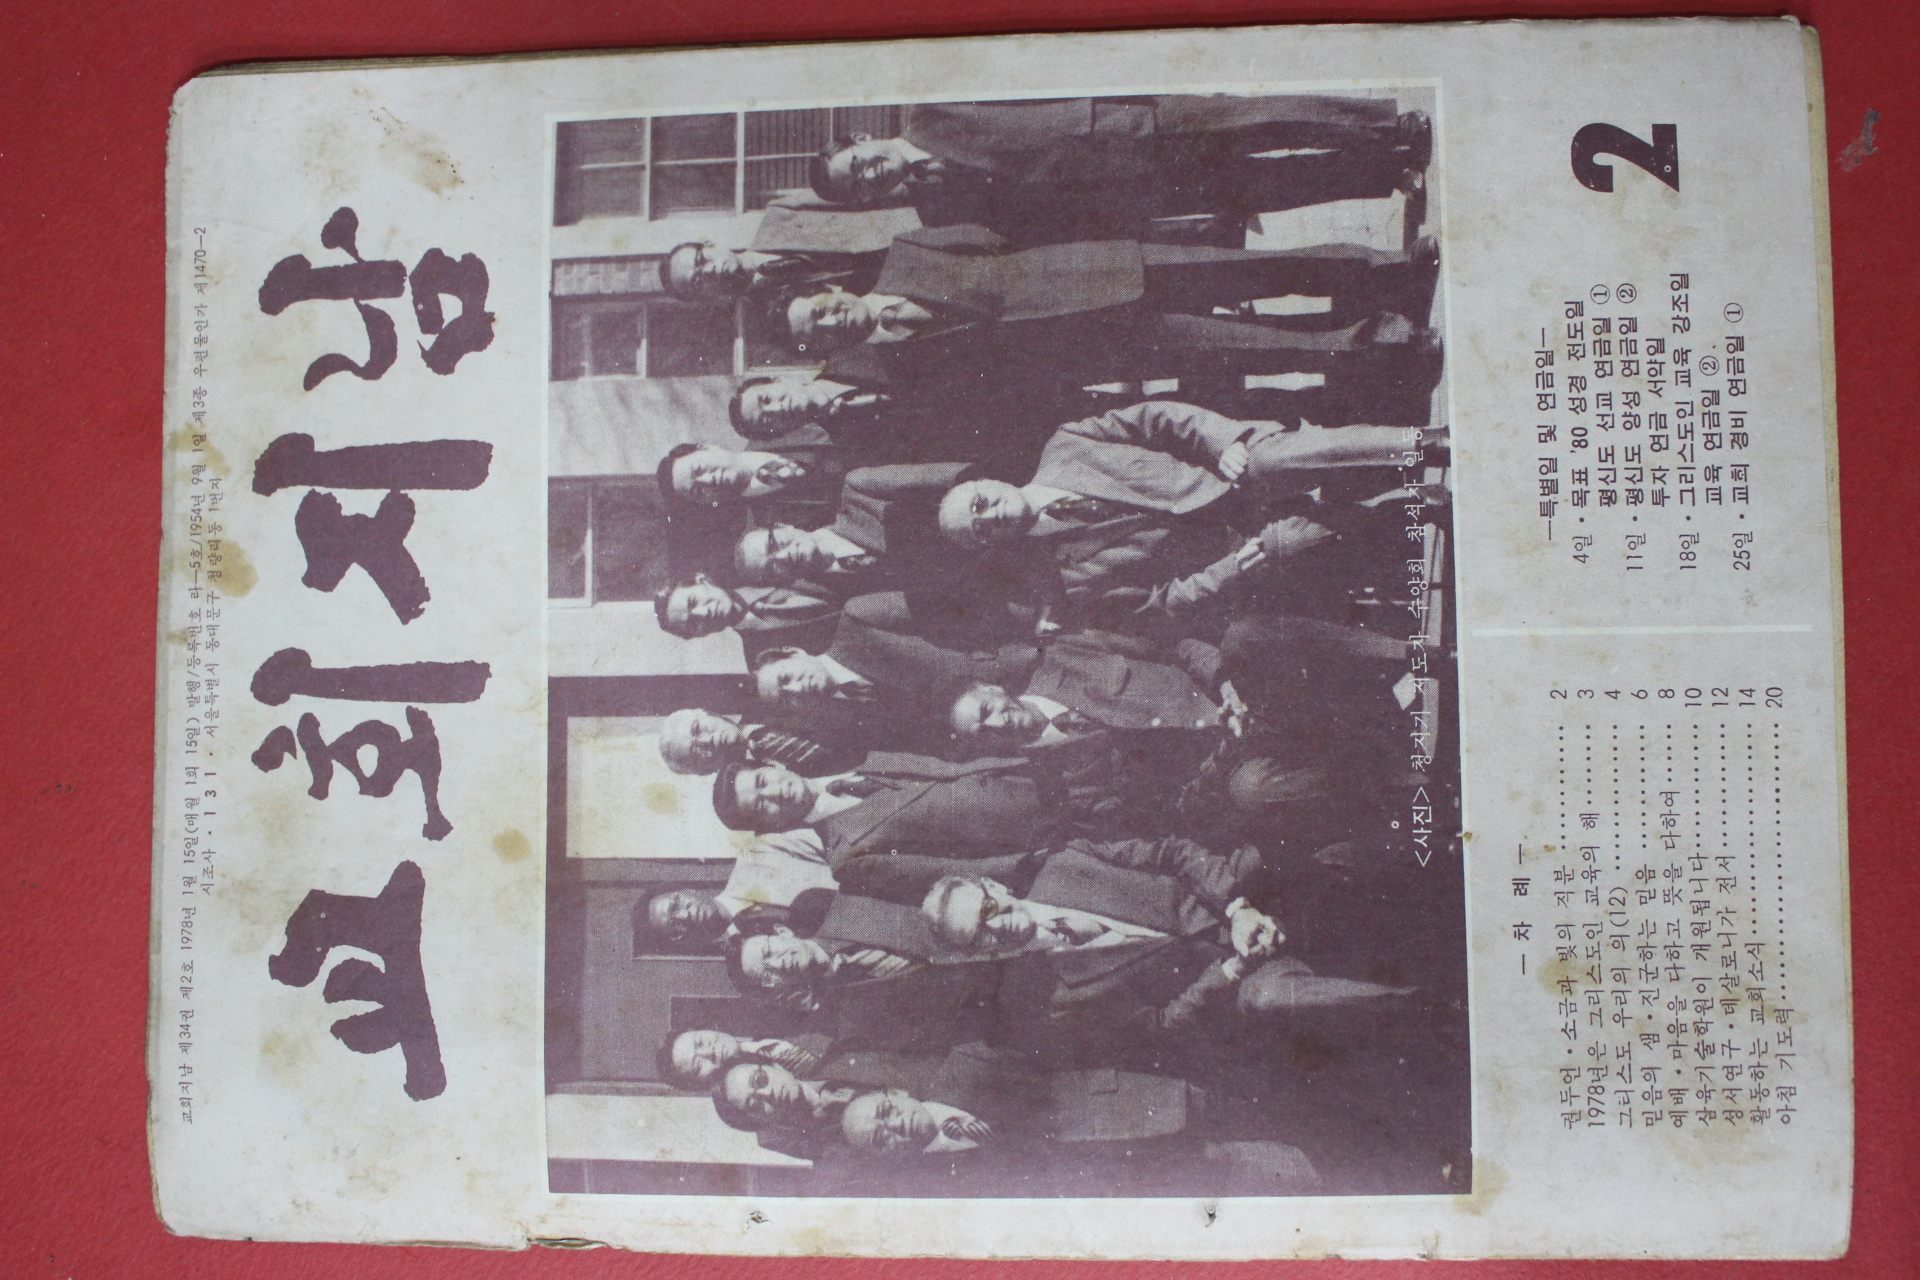 교회지남 제34권 제2호 1978년 1월 15일(매월 1회 15일) 발행/등록번호 라—5호/1954년 9월 1일 제3종 우편물인가 제1470—2
시조사 · 131 · 서울특별시 동대문구 청량리동 1번지
교회지남
<사진> 청지기 지도자 수양회 참석자 일동
— 차 례 —
권두언 · 소금과 빛의 직분 ………… 2
1978년은 그리스도인 교육의 해 ……… 3
그리스도 우리의 의(12) ………… 4
믿음의 샘 · 진군하는 믿음 ………… 6
예배 · 마음을 다하고 뜻을 다하여 …… 8
삼육기술학원이 개원됩니다 ………… 10
성서연구 · 데살로니가 전서 ………… 12
활동하는 교회소식 ………… 14
아침 기도력 ………… 20
—특별일 및 연금일—
4일 · 목표 '80 성경 전도일
평신도 선교 연금일 ①
11일 · 평신도 양성 연금일 ②
투자 연금 서약일
18일 · 그리스도인 교육 강조일
교육 연금일 ②.
25일 · 교회 경비 연금일 ①
2